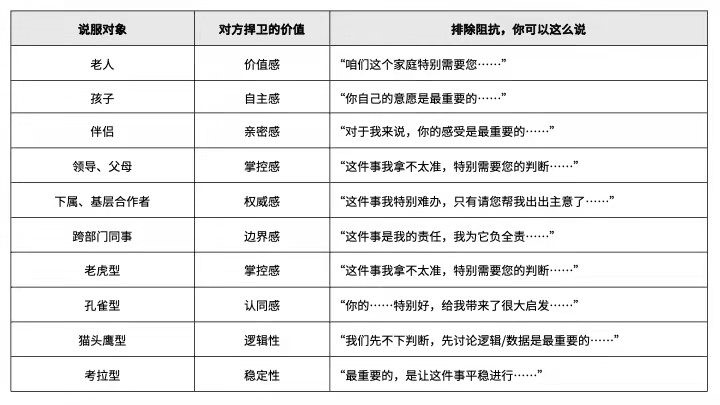 说服对象 对方捍卫的价值 排除阻抗，你可以这么说
老人 价值感 “咱们这个家庭特别需要您……”
孩子 自主感 “你自己的意愿是最重要的……”
伴侣 亲密感 “对于我来说，你的感受是最重要的……”
领导、父母 掌控感 “这件事我拿不太准，特别需要您的判断……”
下属、基层合作者 权威感 “这件事我特别难办，只有请您帮我出出主意了……”
跨部门同事 边界感 “这件事是我的责任，我为它负全责……”
老虎型 掌控感 “这件事我拿不太准，特别需要您的判断……”
孔雀型 认同感 “你的……特别好，给我带来了很大启发……”
猫头鹰型 逻辑性 “我们先不下判断，先讨论逻辑/数据是最重要的……”
考拉型 稳定性 “最重要的，是让这件事平稳进行……”